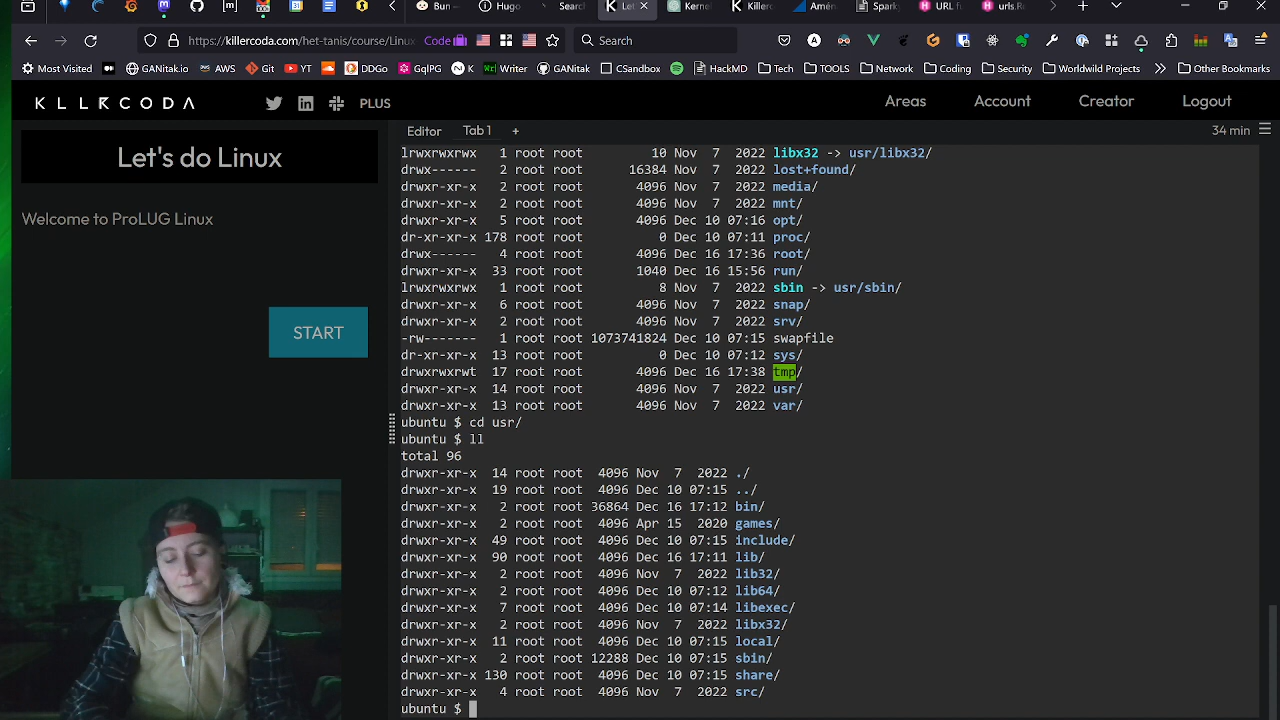 Bun
Hugo
Searc
Let
Kernel
Killerc
Amén
Spark
URL fu
urls.Re
https://killercoda.com/het-tanis/course/Linux
Code
Search
Most Visited
GANitak.io
AWS
Git
YT
DDGo
GqlPG
N K
Writer
GANitak
CSandbox
HackMD
Tech
TOOLS
Network
Coding
Security
Worldwild Projects
Other Bookmarks
KILLERCODA
PLUS
Areas
Account
Creator
Logout
Editor
Tab 1
+
34 min
Let's do Linux
Welcome to ProLUG Linux
START
lrwxrwxrwx 1 root root 10 Nov 7 2022 libx32 -> usr/libx32/
drwx------ 2 root root 16384 Nov 7 2022 lost+found/
drwxr-xr-x 2 root root 4096 Nov 7 2022 media/
drwxr-xr-x 2 root root 4096 Nov 7 2022 mnt/
drwxr-xr-x 5 root root 4096 Dec 10 07:16 opt/
dr-xr-xr-x 178 root root 0 Dec 10 07:11 proc/
drwx------ 4 root root 4096 Dec 16 17:36 root/
drwxr-xr-x 33 root root 1040 Dec 16 15:56 run/
lrwxrwxrwx 1 root root 8 Nov 7 2022 sbin -> usr/sbin/
drwxr-xr-x 6 root root 4096 Nov 7 2022 snap/
drwxr-xr-x 2 root root 4096 Nov 7 2022 srv/
-rw------- 1 root root 1073741824 Dec 10 07:15 swapfile
dr-xr-xr-x 13 root root 0 Dec 10 07:12 sys/
drwxrwxrwt 17 root root 4096 Dec 16 17:38 tmp/
drwxr-xr-x 14 root root 4096 Nov 7 2022 usr/
drwxr-xr-x 13 root root 4096 Nov 7 2022 var/
ubuntu $ cd usr/
ubuntu $ ll
total 96
drwxr-xr-x 14 root root 4096 Nov 7 2022 ./
drwxr-xr-x 19 root root 4096 Dec 10 07:15 ../
drwxr-xr-x 2 root root 36864 Dec 16 17:12 bin/
drwxr-xr-x 2 root root 4096 Apr 15 2020 games/
drwxr-xr-x 49 root root 4096 Dec 10 07:15 include/
drwxr-xr-x 90 root root 4096 Dec 16 17:11 lib/
drwxr-xr-x 2 root root 4096 Nov 7 2022 lib32/
drwxr-xr-x 2 root root 4096 Dec 10 07:12 lib64/
drwxr-xr-x 7 root root 4096 Dec 10 07:14 libexec/
drwxr-xr-x 2 root root 4096 Nov 7 2022 libx32/
drwxr-xr-x 11 root root 4096 Dec 10 07:15 local/
drwxr-xr-x 2 root root 12288 Dec 10 07:15 sbin/
drwxr-xr-x 130 root root 4096 Dec 10 07:15 share/
drwxr-xr-x 4 root root 4096 Nov 7 2022 src/
ubuntu $